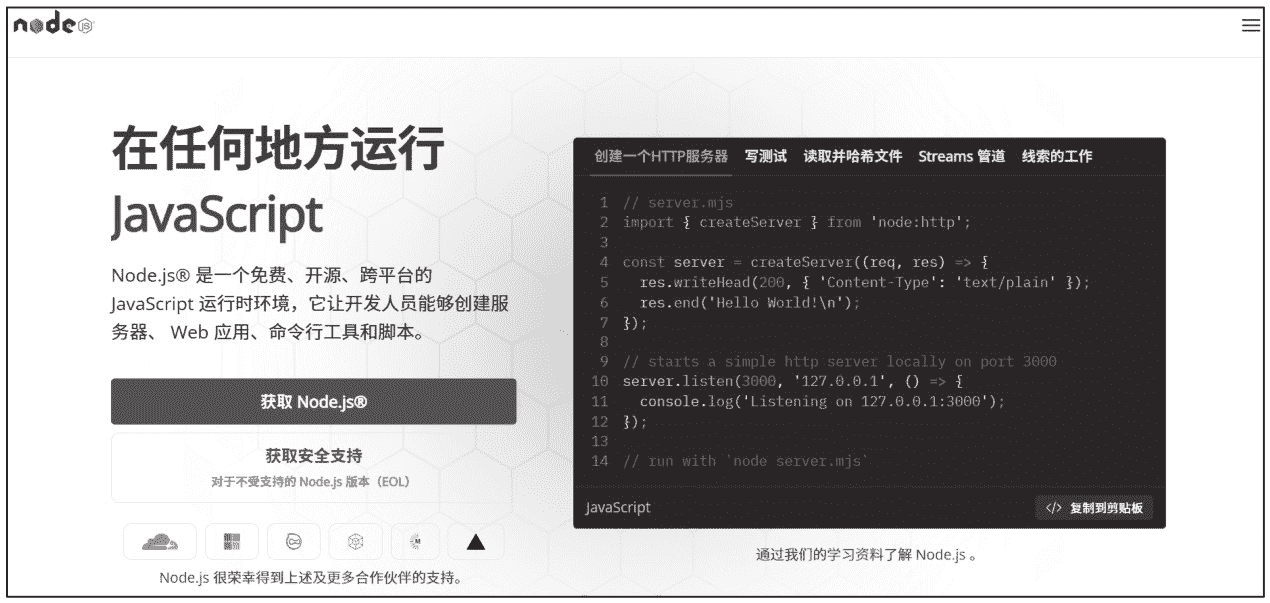 node JS
在任何地方运行
JavaScript
Node.js® 是一个免费、开源、跨平台的
JavaScript 运行时环境，它让开发人员能够创建服
务器、 Web 应用、命令行工具和脚本。
获取 Node.js®
获取安全支持
对于不受支持的 Node.js 版本（EOL）
M
Node.js 很荣幸得到上述及更多合作伙伴的支持。
创建一个HTTP服务器 写测试 读取并哈希文件 Streams 管道 线索的工作
1 // server.mjs
2 import { createServer } from 'node:http';
3
4 const server = createServer((req, res) => {
5   res.writeHead(200, { 'Content-Type': 'text/plain' });
6   res.end('Hello World!\n');
7 });
8
9 // starts a simple http server locally on port 3000
10 server.listen(3000, '127.0.0.1', () => {
11   console.log('Listening on 127.0.0.1:3000');
12 });
13
14 // run with `node server.mjs`
JavaScript </> 复制到剪贴板
通过我们的学习资料了解 Node.js 。